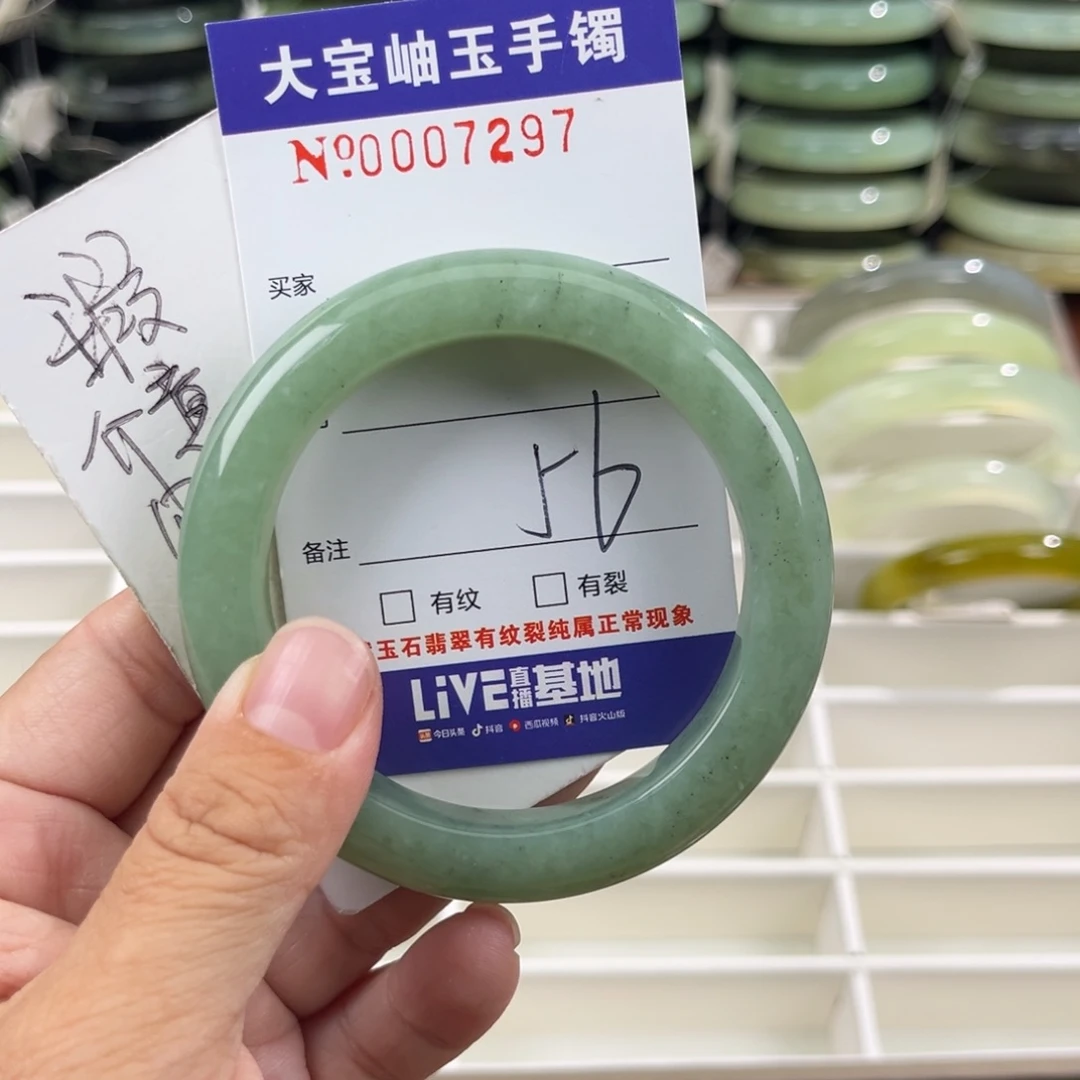 大宝岫玉手镯
Nº.0007297
买家
56
备注
有纹 有裂
玉石翡翠有纹裂纯属正常现象
LiVE直播基地
今日头条 抖音 西瓜视频 抖音火山版